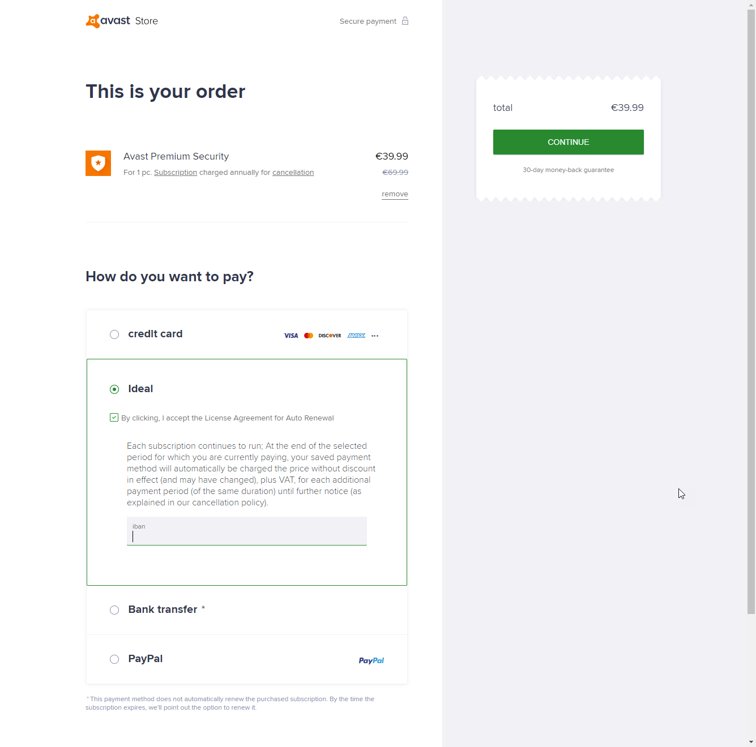 avast Store
Secure payment
This is your order
total €39.99
CONTINUE
30-day money-back guarantee
Avast Premium Security €39.99
For 1 pc. Subscription charged annually for cancellation €69.99
remove
How do you want to pay?
credit card VISA DISCOVER
Ideal
By clicking, I accept the License Agreement for Auto Renewal
Each subscription continues to run; At the end of the selected
period for which you are currently paying, your saved payment
method will automatically be charged the price without discount
in effect (and may have changed), plus VAT, for each additional
payment period (of the same duration) until further notice (as
explained in our cancellation policy).
iban
Bank transfer *
PayPal PayPal
* This payment method does not automatically renew the purchased subscription. By the time the
subscription expires, we'll point out the option to renew it.